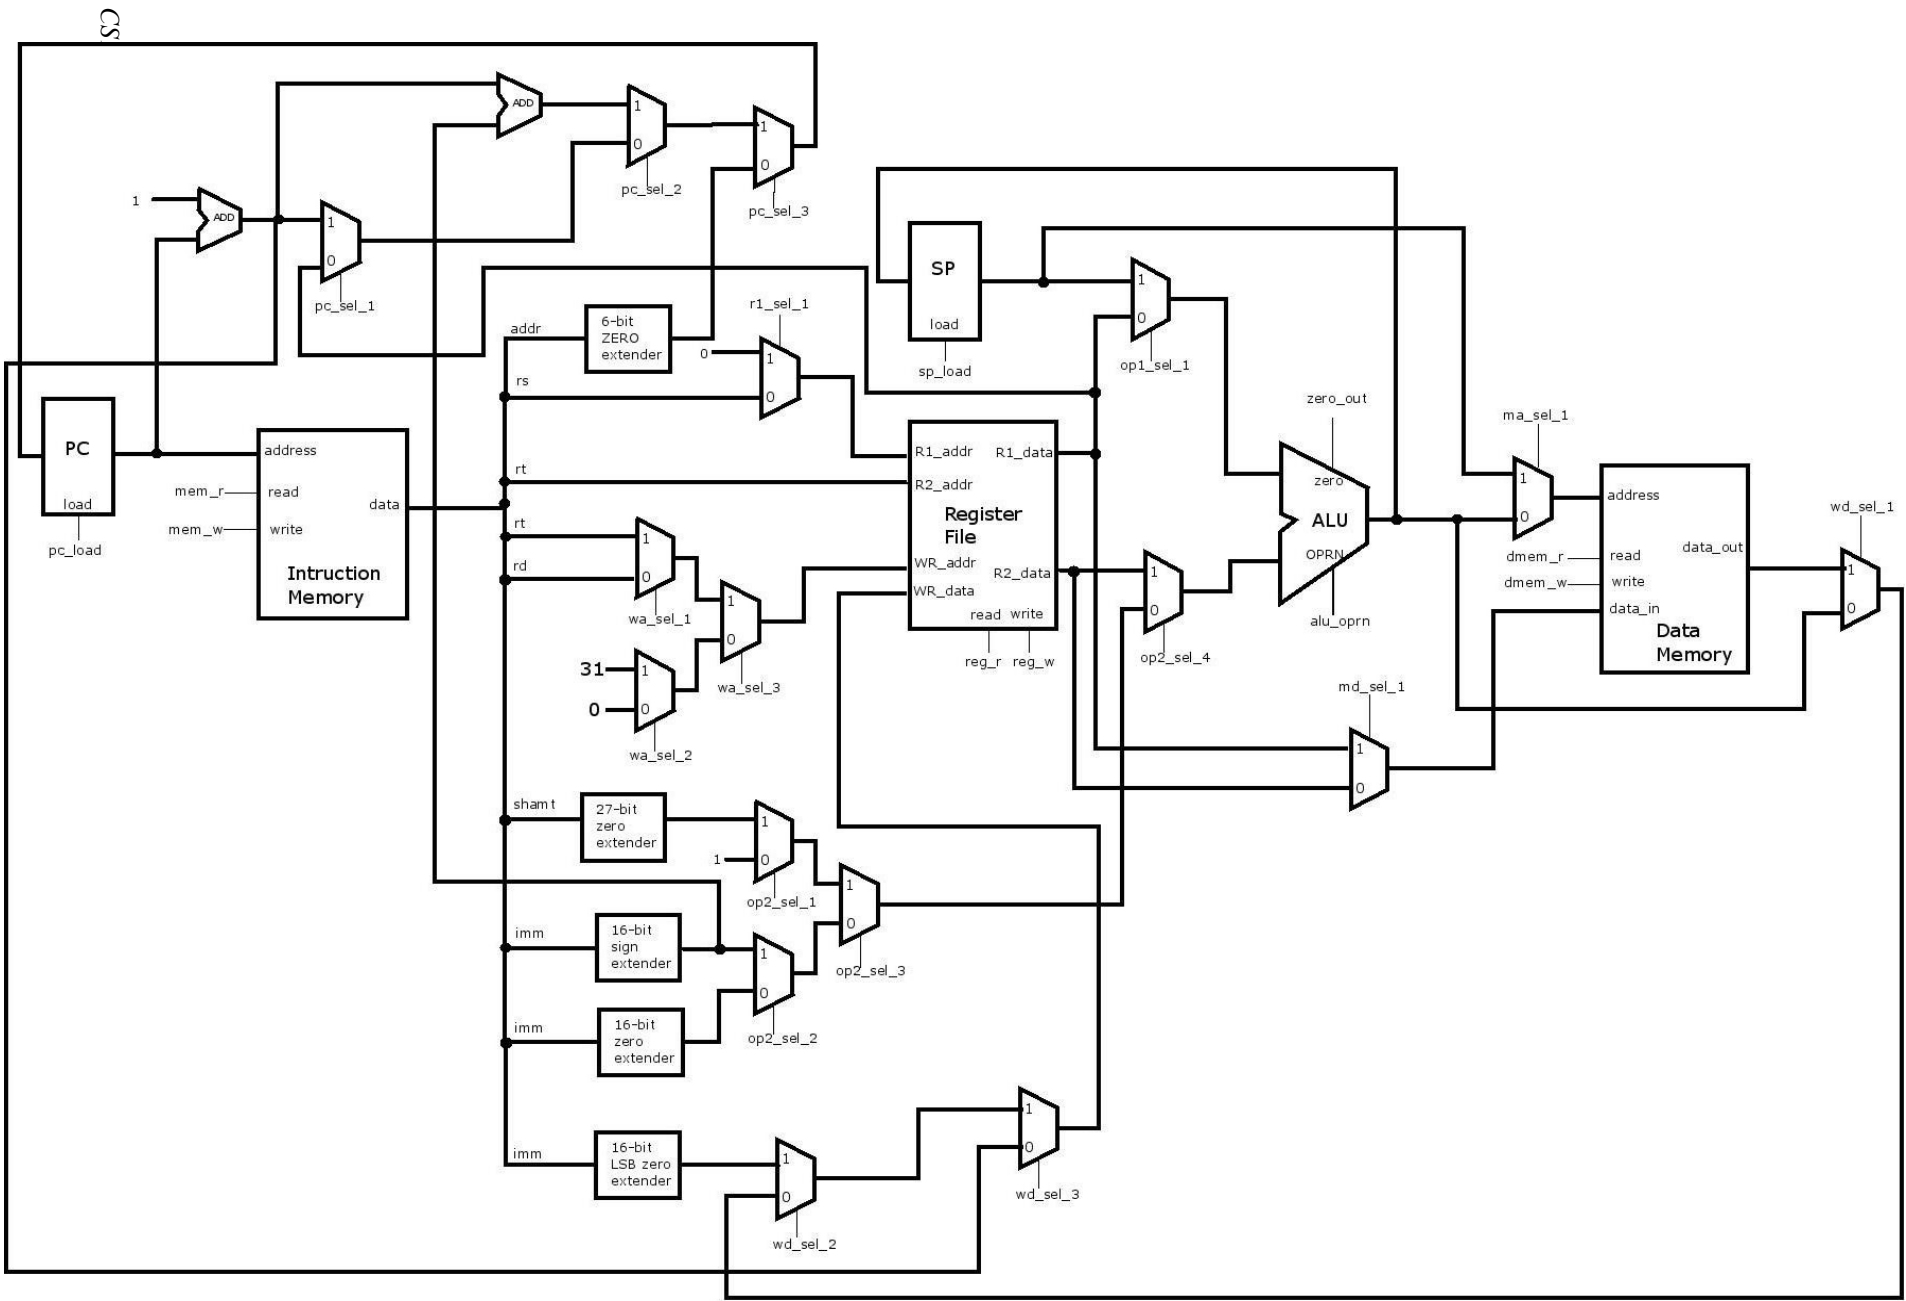 CS
ADD
1
0
pc_sel_2
1
0
pc_sel_3
1
ADD
1
0
pc_sel_1
addr
6-bit
ZERO
extender
r1_sel_1
0
1
0
rs
SP
load
sp_load
1
0
op1_sel_1
PC
load
pc_load
address
mem_r
read
mem_w
write
data
Intruction
Memory
rt
rt
rd
1
0
wa_sel_1
1
0
wa_sel_3
31
1
0
0
wa_sel_2
R1_addr
R1_data
R2_addr
Register
File
WR_addr
R2_data
WR_data
read
write
reg_r
reg_w
1
0
op2_sel_4
zero_out
zero
ALU
OPRN
alu_oprn
ma_sel_1
1
0
address
data_out
dmem_r
read
dmem_w
write
data_in
Data
Memory
wd_sel_1
1
0
md_sel_1
1
0
shamt
27-bit
zero
extender
1
1
0
op2_sel_1
1
0
op2_sel_3
imm
16-bit
sign
extender
1
0
op2_sel_2
imm
16-bit
zero
extender
imm
16-bit
LSB zero
extender
1
0
wd_sel_2
1
0
wd_sel_3